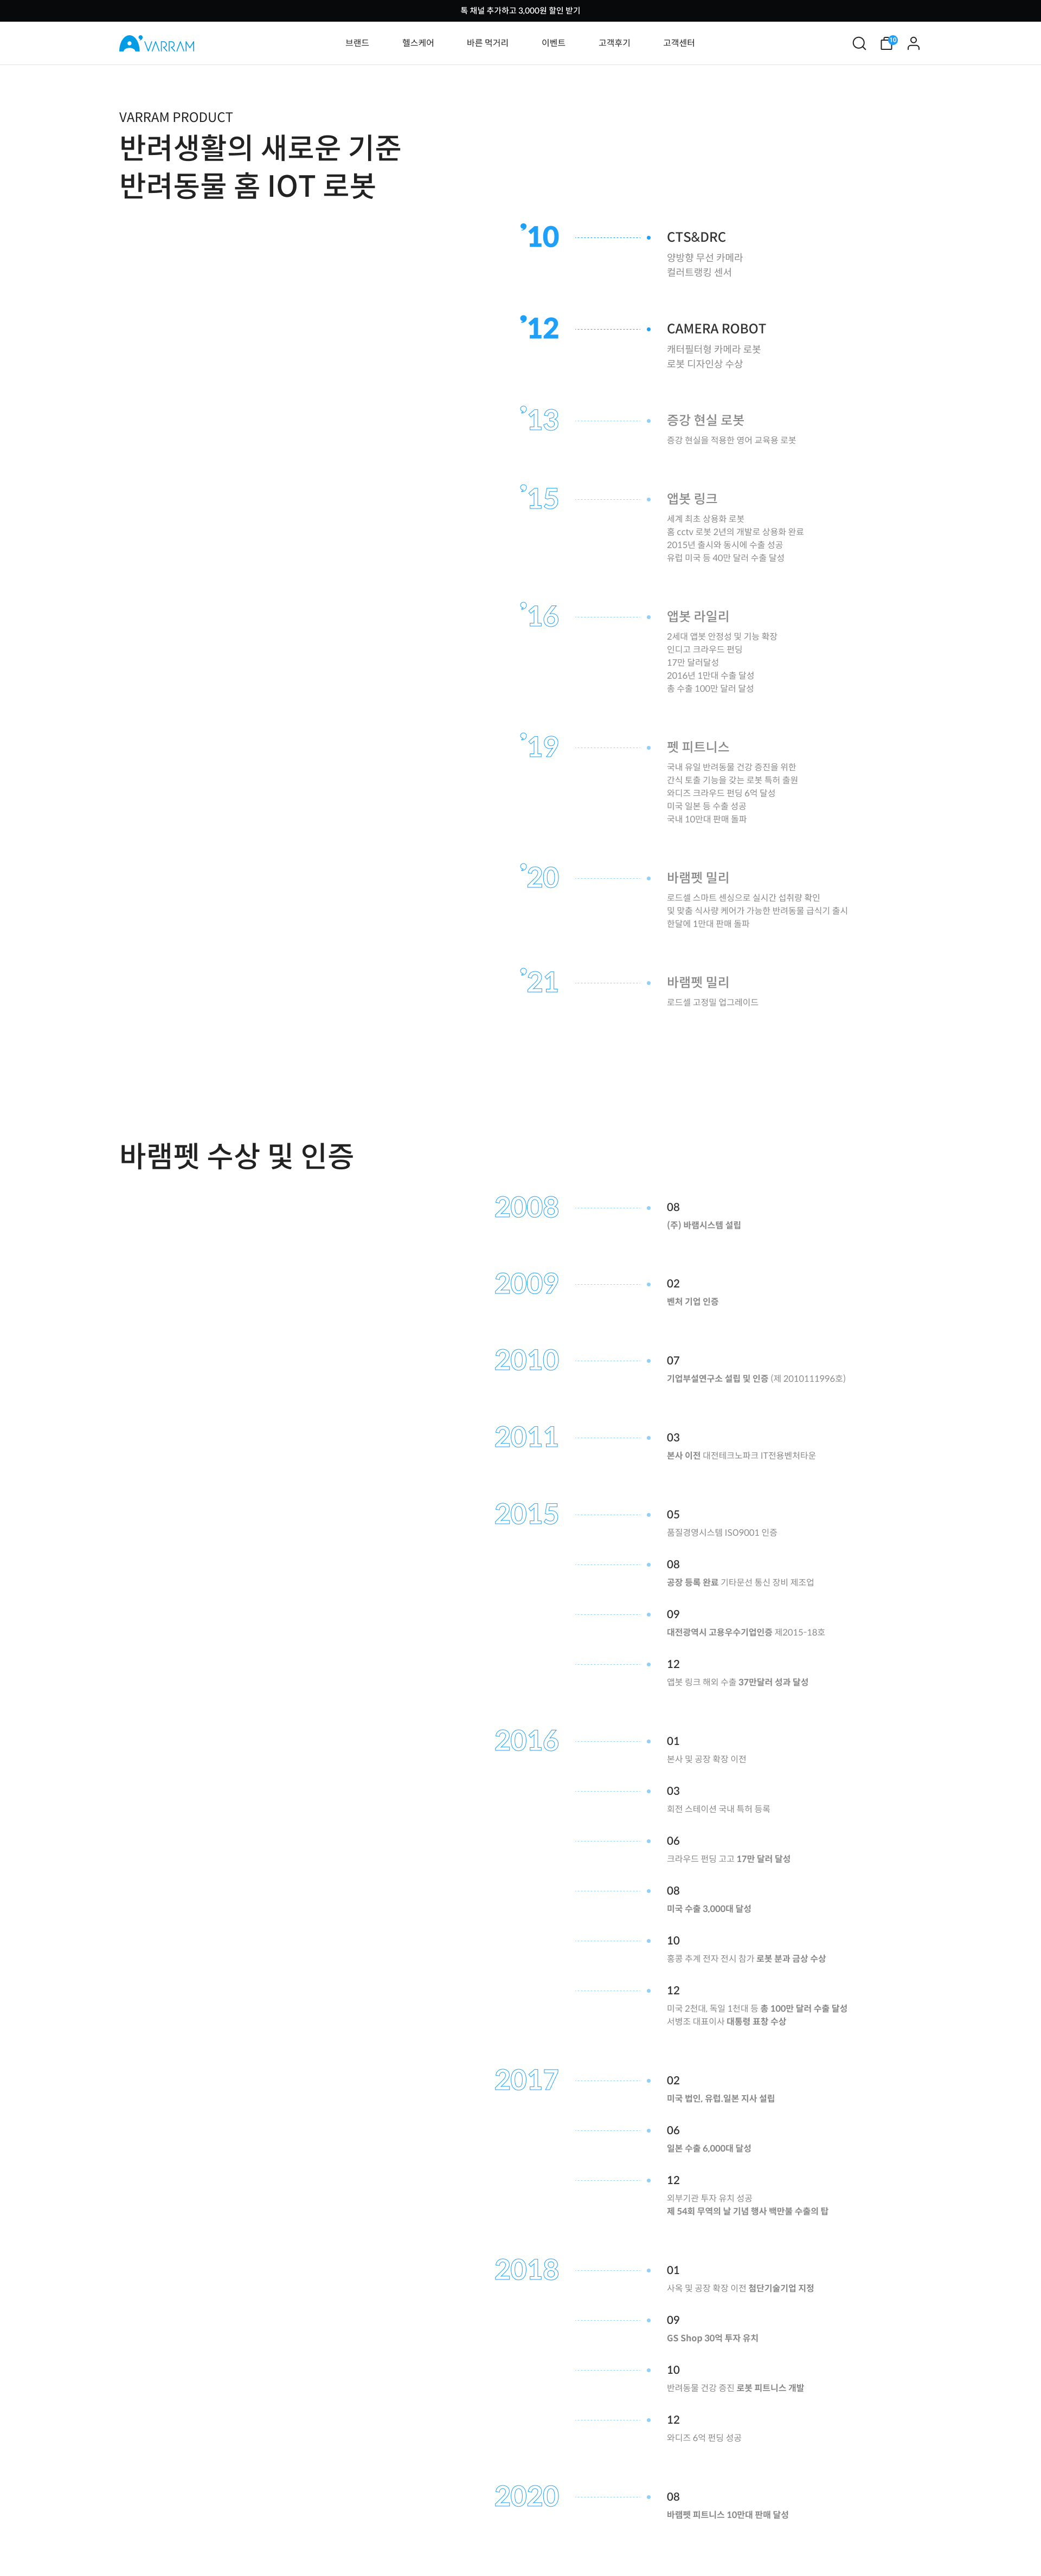 톡 채널 추가하고 3,000원 할인 받기
VARRAM
브랜드
헬스케어
바른 먹거리
이벤트
고객후기
고객센터
10
VARRAM PRODUCT
반려생활의 새로운 기준
반려동물 홈 IOT 로봇
'10
CTS&DRC
양방향 무선 카메라
컬러트랭킹 센서
'12
CAMERA ROBOT
캐터필터형 카메라 로봇
로봇 디자인상 수상
'13
증강 현실 로봇
증강 현실을 적용한 영어 교육용 로봇
'15
앱봇 링크
세계 최초 상용화 로봇
홈 cctv 로봇 2년의 개발로 상용화 완료
2015년 출시와 동시에 수출 성공
유럽 미국 등 40만 달러 수출 달성
'16
앱봇 라일리
2세대 앱봇 안정성 및 기능 확장
인디고 크라우드 펀딩
17만 달러달성
2016년 1만대 수출 달성
총 수출 100만 달러 달성
'19
펫 피트니스
국내 유일 반려동물 건강 증진을 위한
간식 토출 기능을 갖는 로봇 특허 출원
와디즈 크라우드 펀딩 6억 달성
미국 일본 등 수출 성공
국내 10만대 판매 돌파
'20
바램펫 밀리
로드셀 스마트 센싱으로 실시간 섭취량 확인
및 맞춤 식사량 케어가 가능한 반려동물 급식기 출시
한달에 1만대 판매 돌파
'21
바램펫 밀리
로드셀 고정밀 업그레이드
바램펫 수상 및 인증
2008
08
(주) 바램시스템 설립
2009
02
벤처 기업 인증
2010
07
기업부설연구소 설립 및 인증 (제 2010111996호)
2011
03
본사 이전 대전테크노파크 IT전용벤처타운
2015
05
품질경영시스템 ISO9001 인증
08
공장 등록 완료 기타운선 통신 장비 제조업
09
대전광역시 고용우수기업인증 제2015-18호
12
앱봇 링크 해외 수출 37만달러 성과 달성
2016
01
본사 및 공장 확장 이전
03
회전 스테이션 국내 특허 등록
06
크라우드 펀딩 고고 17만 달러 달성
08
미국 수출 3,000대 달성
10
홍콩 추계 전자 전시 참가 로봇 분과 금상 수상
12
미국 2천대, 독일 1천대 등 총 100만 달러 수출 달성
서병조 대표이사 대통령 표창 수상
2017
02
미국 법인, 유럽.일본 지사 설립
06
일본 수출 6,000대 달성
12
외부기관 투자 유치 성공
제 54회 무역의 날 기념 행사 백만불 수출의 탑
2018
01
사옥 및 공장 확장 이전 첨단기술기업 지정
09
GS Shop 30억 투자 유치
10
반려동물 건강 증진 로봇 피트니스 개발
12
와디즈 6억 펀딩 성공
2020
08
바램펫 피트니스 10만대 판매 달성